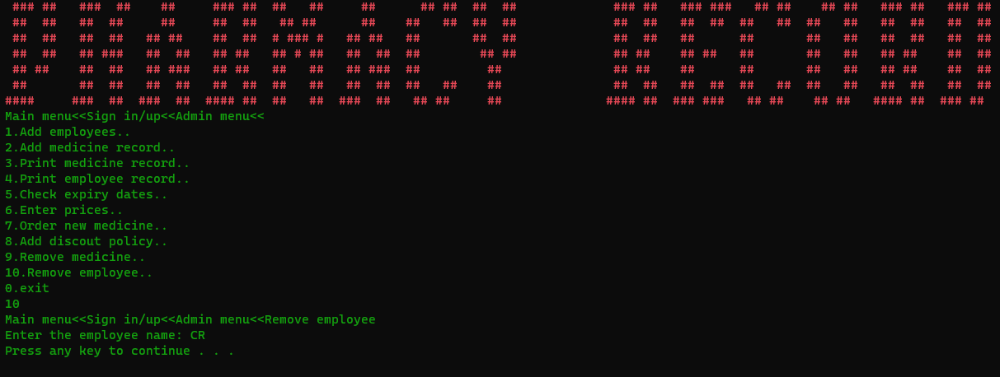 PHARMACY RECORD
Main menu<<Sign in/up<<Admin menu<<
1.Add employees..
2.Add medicine record..
3.Print medicine record..
4.Print employee record..
5.Check expiry dates..
6.Enter prices..
7.Order new medicine..
8.Add discout policy..
9.Remove medicine..
10.Remove employee..
0.exit
10
Main menu<<Sign in/up<<Admin menu<<Remove employee
Enter the employee name: CR
Press any key to continue . . .